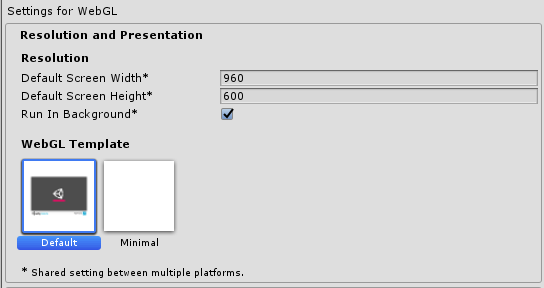 Settings for WebGL
Resolution and Presentation
Resolution
Default Screen Width* 960
Default Screen Height* 600
Run In Background*
WebGL Template
Default Minimal
* Shared setting between multiple platforms.